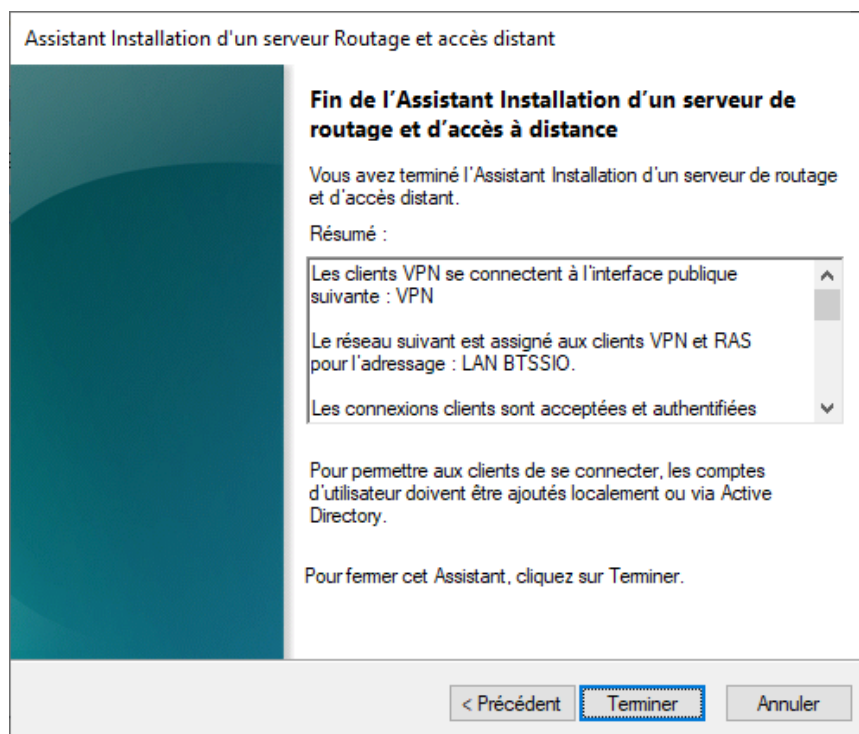 Assistant Installation d'un serveur Routage et accès distant
Fin de l'Assistant Installation d'un serveur de
routage et d'accès à distance
Vous avez terminé l'Assistant Installation d'un serveur de routage
et d'accès distant.
Résumé :
Les clients VPN se connectent à l'interface publique
suivante : VPN
Le réseau suivant est assigné aux clients VPN et RAS
pour l'adressage : LAN BTSSIO.
Les connexions clients sont acceptées et authentifiées
Pour permettre aux clients de se connecter, les comptes
d'utilisateur doivent être ajoutés localement ou via Active
Directory.
Pour fermer cet Assistant, cliquez sur Terminer.
< Précédent
Terminer
Annuler